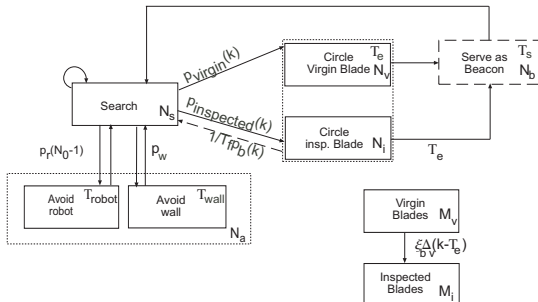 p_virgin(k)
Circle
Virgin Blade
T_e
N_v
Serve as
Beacon
T_s
N_b
Search
N_s
p_inspected(k)
1/T_f p_b(k)
Circle
insp. Blade
N_i
T_e
p_r(N_0-1)
p_w
Avoid
robot
T_robot
Avoid
wall
T_wall
N_a
Virgin
Blades
M_v
ξ_b Δ_v(k-T_e)
Inspected
Blades
M_i